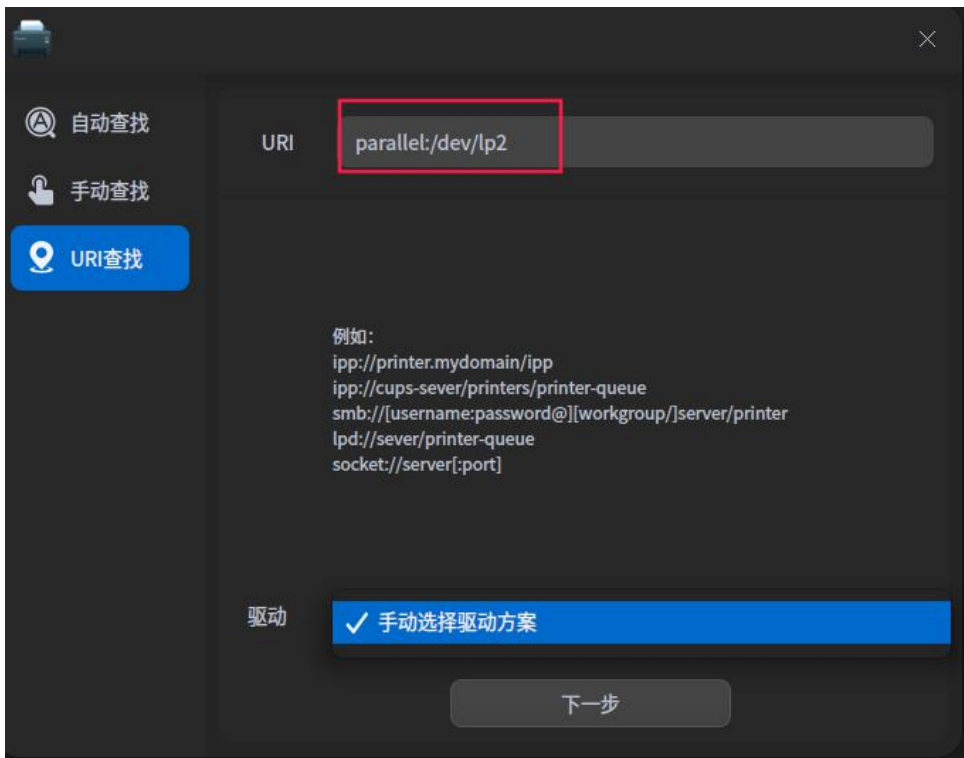 自动查找
手动查找
URI查找
URI
parallel:/dev/lp2
例如：
ipp://printer.mydomain/ipp
ipp://cups-sever/printers/printer-queue
smb://[username:password@][workgroup/]server/printer
lpd://sever/printer-queue
socket://server[:port]
驱动
手动选择驱动方案
下一步